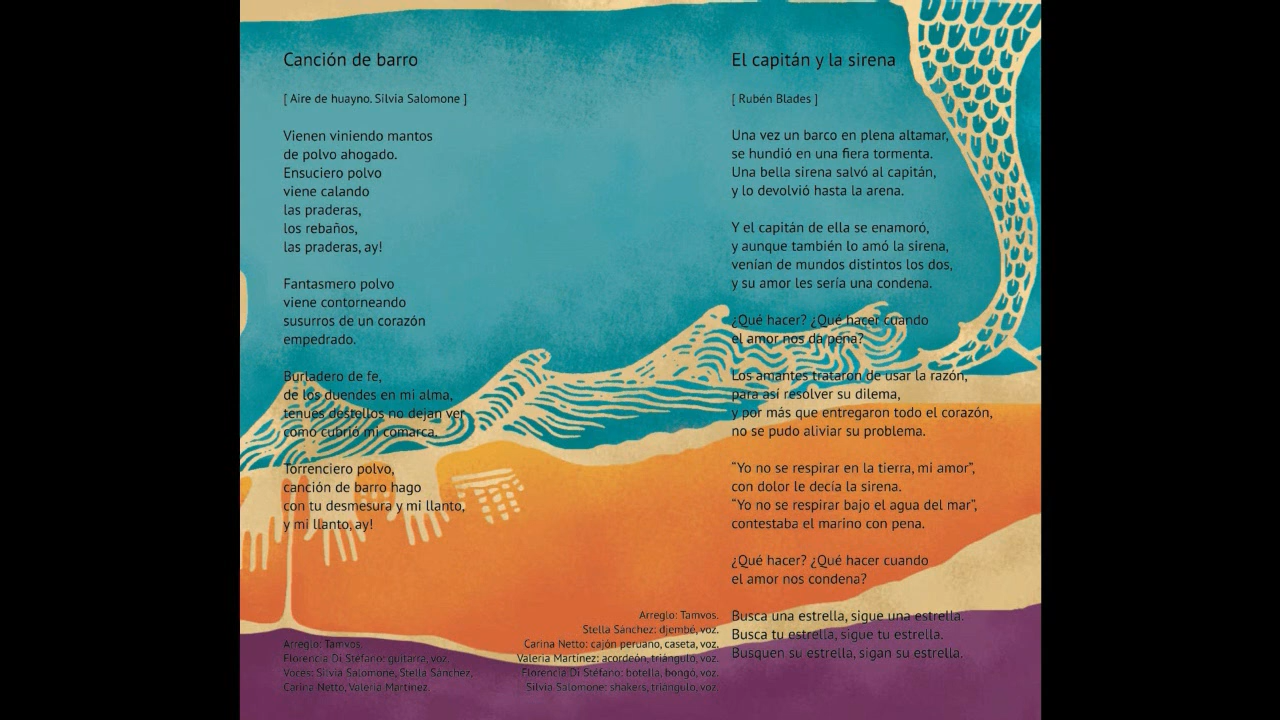 Canción de barro
[ Aire de huayno. Silvia Salomone ]
Vienen viniendo mantos
de polvo ahogado.
Ensuciero polvo
viene calando
las praderas,
los rebaños,
las praderas, ay!
Fantasmero polvo
viene contorneando
susurros de un corazón
empedrado.
Burladero de fe,
de los duendes en mi alma,
tenues destellos no dejan ver
como cubrió mi comarca.
Torrenciero polvo,
canción de barro hago
con tu desmesura y mi llanto,
y mi llanto, ay!
Arreglo: Tamvos.
Florencia Di Stefano: guitarra, voz.
Voces: Silvia Salomone, Stella Sánchez,
Carina Netto, Valeria Martínez.
El capitán y la sirena
[ Rubén Blades ]
Una vez un barco en plena altamar,
se hundió en una fiera tormenta.
Una bella sirena salvó al capitán,
y lo devolvió hasta la arena.
Y el capitán de ella se enamoró,
y aunque también lo amó la sirena,
venían de mundos distintos los dos,
y su amor les sería una condena.
¿Qué hacer? ¿Qué hacer cuando
el amor nos da pena?
Los amantes trataron de usar la razón,
para así resolver su dilema,
y por más que entregaron todo el corazón,
no se pudo aliviar su problema.
“Yo no se respirar en la tierra, mi amor”,
con dolor le decía la sirena.
“Yo no se respirar bajo el agua del mar”,
contestaba el marino con pena.
¿Qué hacer? ¿Qué hacer cuando
el amor nos condena?
Busca una estrella, sigue una estrella.
Busca tu estrella, sigue tu estrella.
Busquen su estrella, sigan su estrella.
Arreglo: Tamvos.
Stella Sánchez: djembé, voz.
Carina Netto: cajón peruano, caseta, voz.
Valeria Martínez: acordeón, triángulo, voz.
Florencia Di Stefano: botella, bongó, voz.
Silvia Salomone: shakers, triángulo, voz.